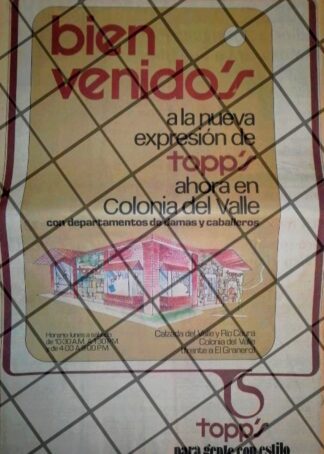 bien
venido's
a la nueva
expresión de
topp's
ahora en
Colonia del Valle
con departamentos de damas y caballeros
Horario: lunes a sábado
de 10:00 A.M. A 1:30 P.M.
y de 4:00 A 8:00 P.M.
Calzada del Valle y Río Caura
Colonia del Valle
(frente a El Granero)
topp's
para gente con estilo